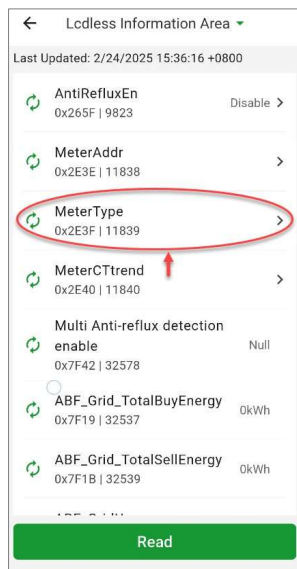 Lcdless Information Area
Last Updated: 2/24/2025 15:36:16 +0800
AntiRefluxEn
0x265F | 9823
Disable
MeterAddr
0x2E3E | 11838
MeterType
0x2E3F | 11839
MeterCTtrend
0x2E40 | 11840
Multi Anti-reflux detection
enable
0x7F42 | 32578
Null
ABF_Grid_TotalBuyEnergy
0x7F19 | 32537
0kWh
ABF_Grid_TotalSellEnergy
0x7F1B | 32539
0kWh
Read